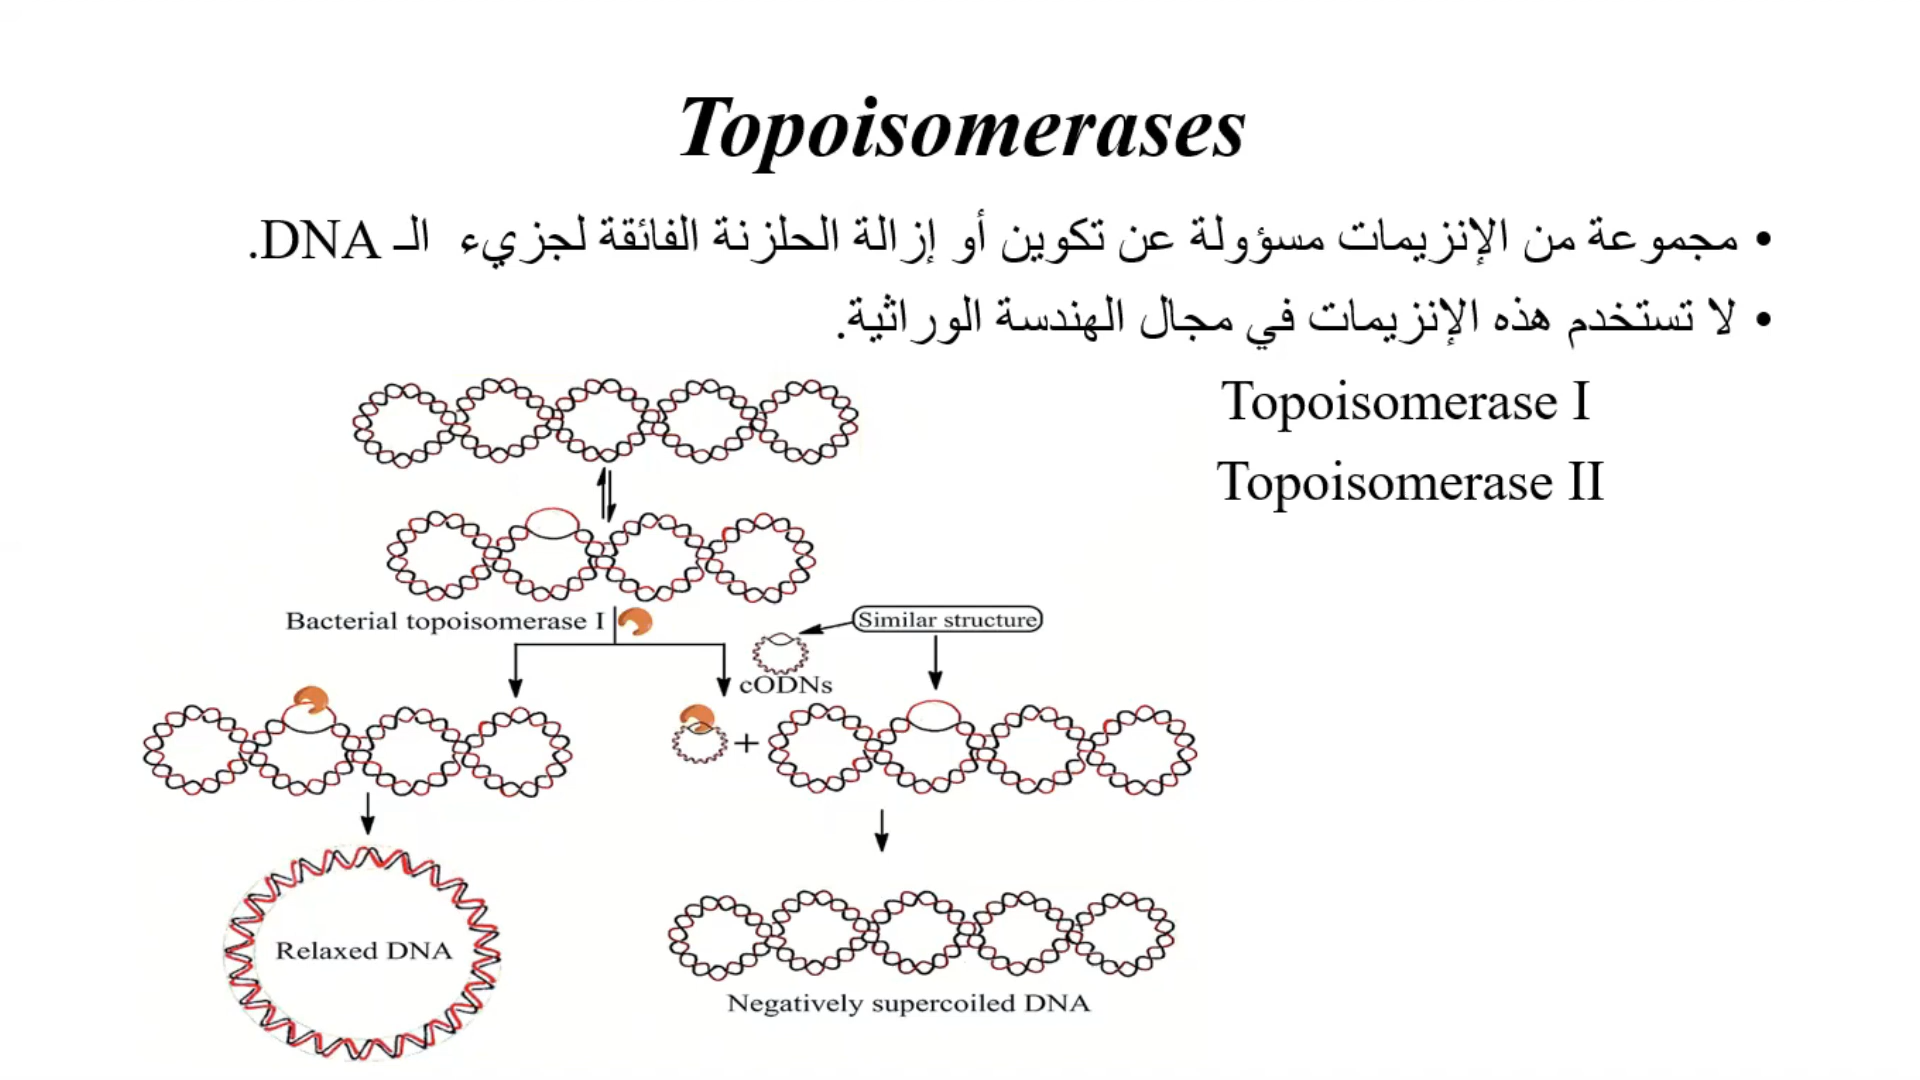 Topoisomerases
• مجموعة من الإنزيمات مسؤولة عن تكوين أو إزالة الحلزنة الفائقة لجزيء الـ DNA.
• لا تستخدم هذه الإنزيمات في مجال الهندسة الوراثية.
Topoisomerase I
Topoisomerase II
Bacterial topoisomerase I
Similar structure
cODNs
+
Relaxed DNA
Negatively supercoiled DNA